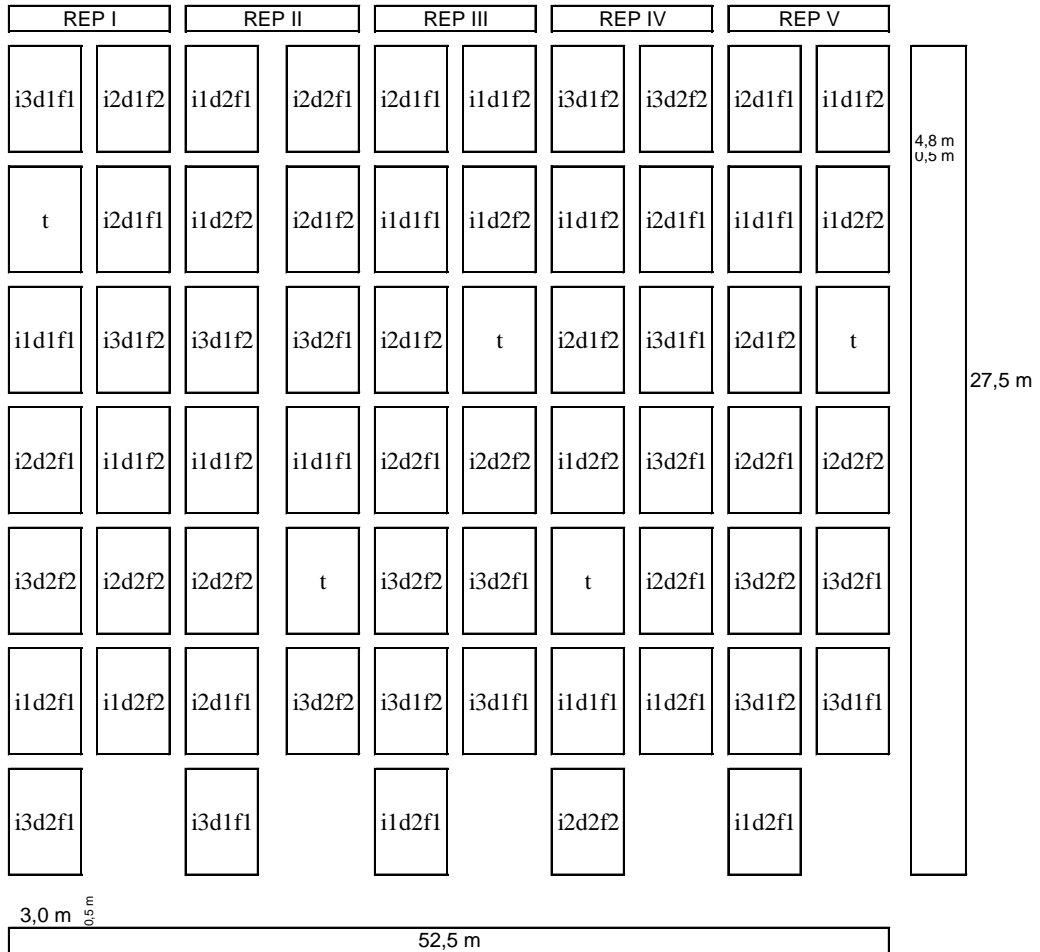 REP I REP II REP III REP IV REP V
i3d1f1 i2d1f2 i1d2f1 i2d2f1 i2d1f1 i1d1f2 i3d1f2 i3d2f2 i2d1f1 i1d1f2
4,8 m
0,5 m
t i2d1f1 i1d2f2 i2d1f2 i1d1f1 i1d2f2 i1d1f2 i2d1f1 i1d1f1 i1d2f2
i1d1f1 i3d1f2 i3d1f2 i3d2f1 i2d1f2 t i2d1f2 i3d1f1 i2d1f2 t
27,5 m
i2d2f1 i1d1f2 i1d1f2 i1d1f1 i2d2f1 i2d2f2 i1d2f2 i3d2f1 i2d2f1 i2d2f2
i3d2f2 i2d2f2 i2d2f2 t i3d2f2 i3d2f1 t i2d2f1 i3d2f2 i3d2f1
i1d2f1 i1d2f2 i2d1f1 i3d2f2 i3d1f2 i3d1f1 i1d1f1 i1d2f1 i3d1f2 i3d1f1
i3d2f1 i3d1f1 i1d2f1 i2d2f2 i1d2f1
3,0 m 0,5 m
52,5 m